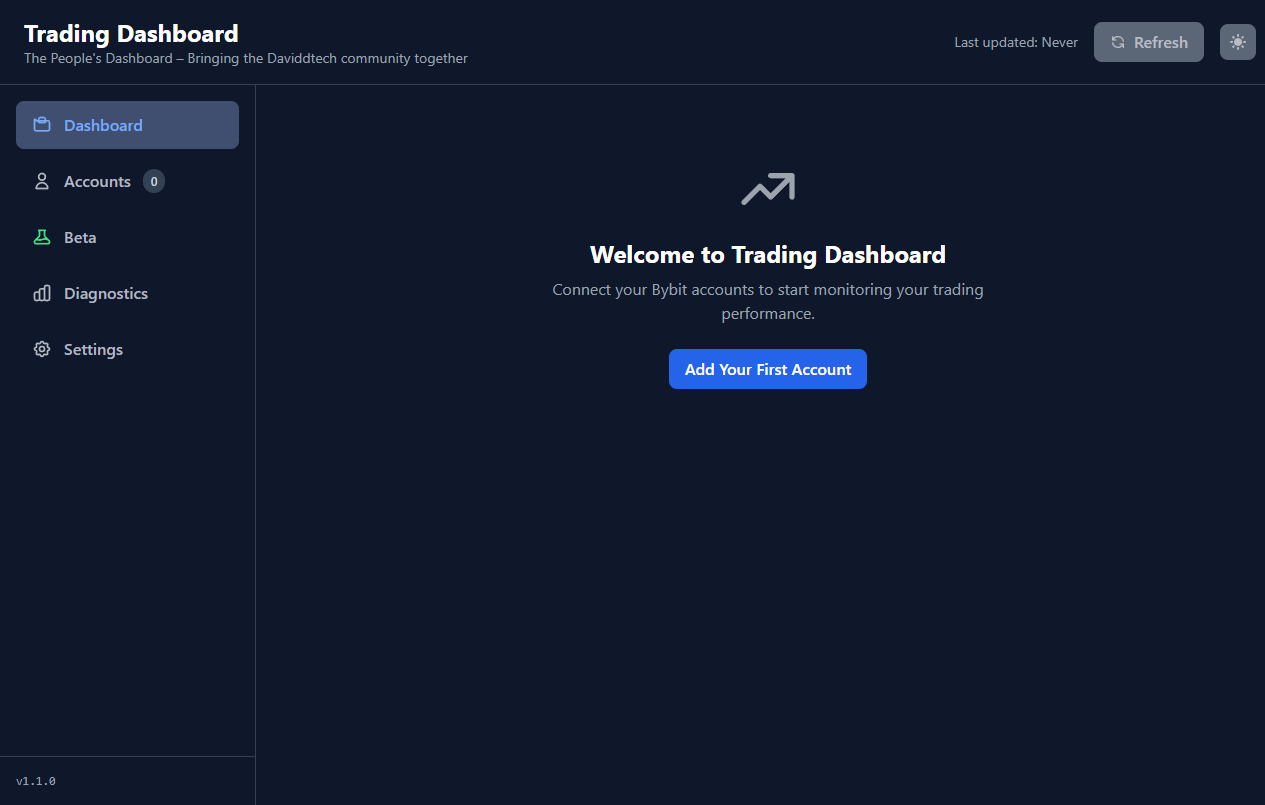 Trading Dashboard
The People's Dashboard – Bringing the Daviddtech community together
Last updated: Never
Refresh
Dashboard
Accounts 0
Beta
Diagnostics
Settings
Welcome to Trading Dashboard
Connect your Bybit accounts to start monitoring your trading
performance.
Add Your First Account
v1.1.0